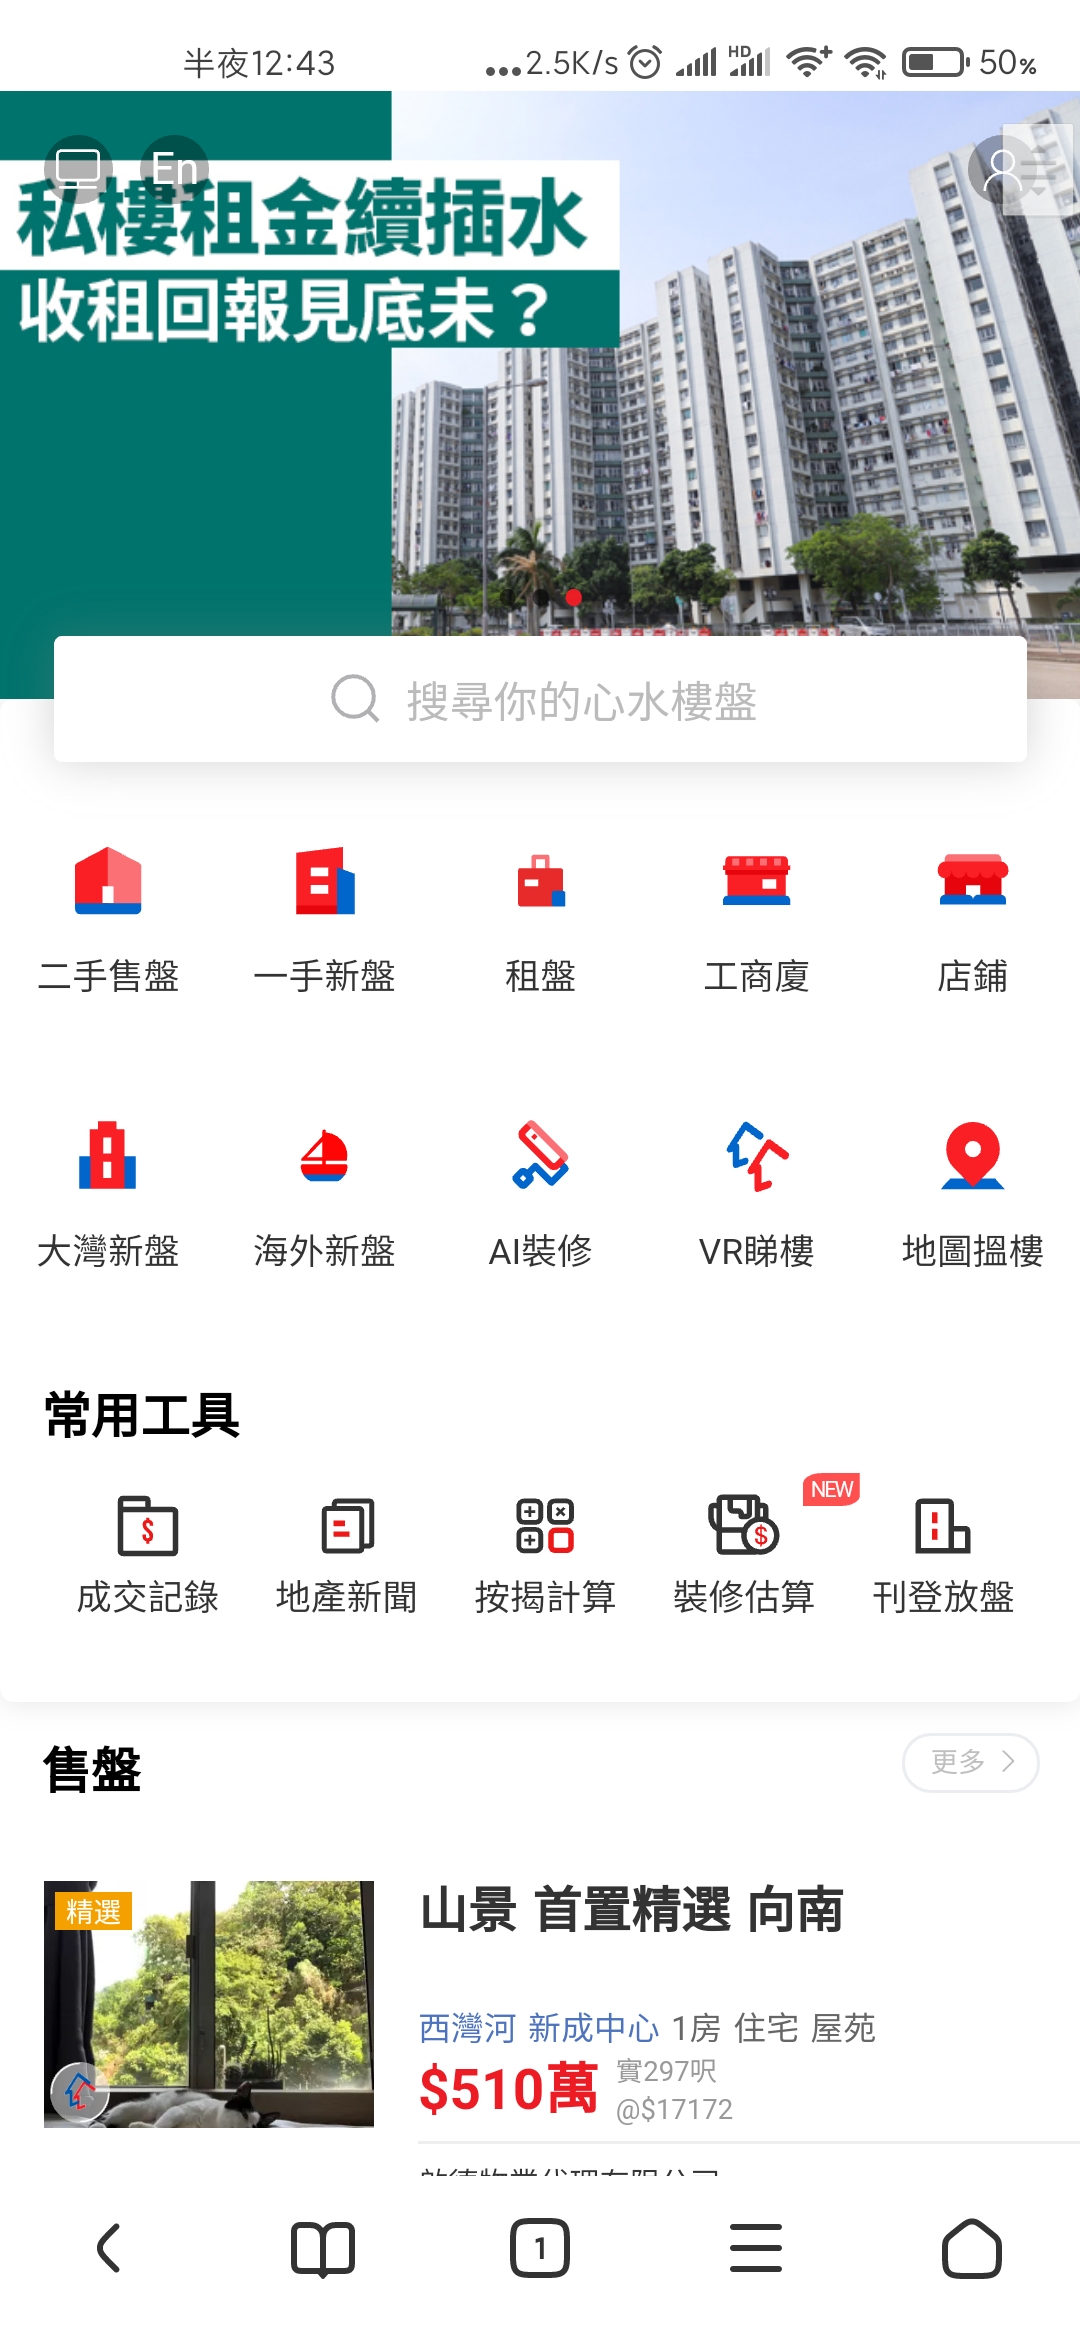 半夜12:43
...2.5K/s
HD
50%
En
私樓租金續插水
收租回報見底未？
搜尋你的心水樓盤
二手售盤
一手新盤
租盤
工商廈
店鋪
大灣新盤
海外新盤
AI裝修
VR睇樓
地圖搵樓
常用工具
NEW
成交記錄
地產新聞
按揭計算
裝修估算
刊登放盤
售盤
更多
精選
山景 首置精選 向南
西灣河 新成中心 1房 住宅 屋苑
$510萬
實297呎
@$17172
1